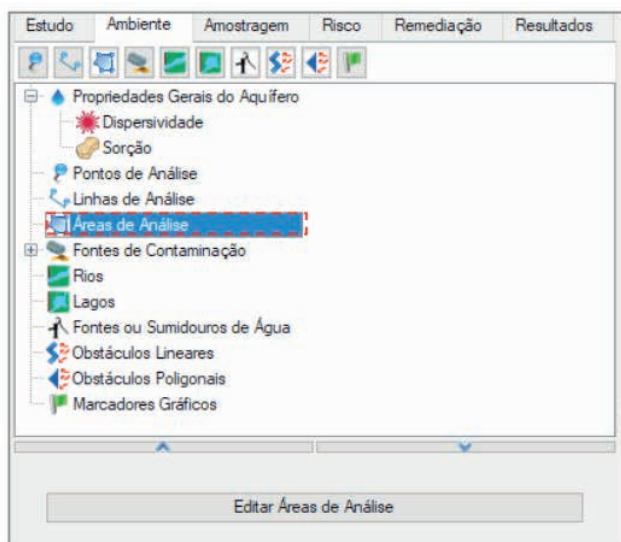 Estudo Ambiente Amostragem Risco Remediação Resultados
Propriedades Gerais do Aquífero
Dispersividade
Sorção
Pontos de Análise
Linhas de Análise
Áreas de Análise
Fontes de Contaminação
Rios
Lagos
Fontes ou Sumidouros de Água
Obstáculos Lineares
Obstáculos Poligonais
Marcadores Gráficos
Editar Áreas de Análise